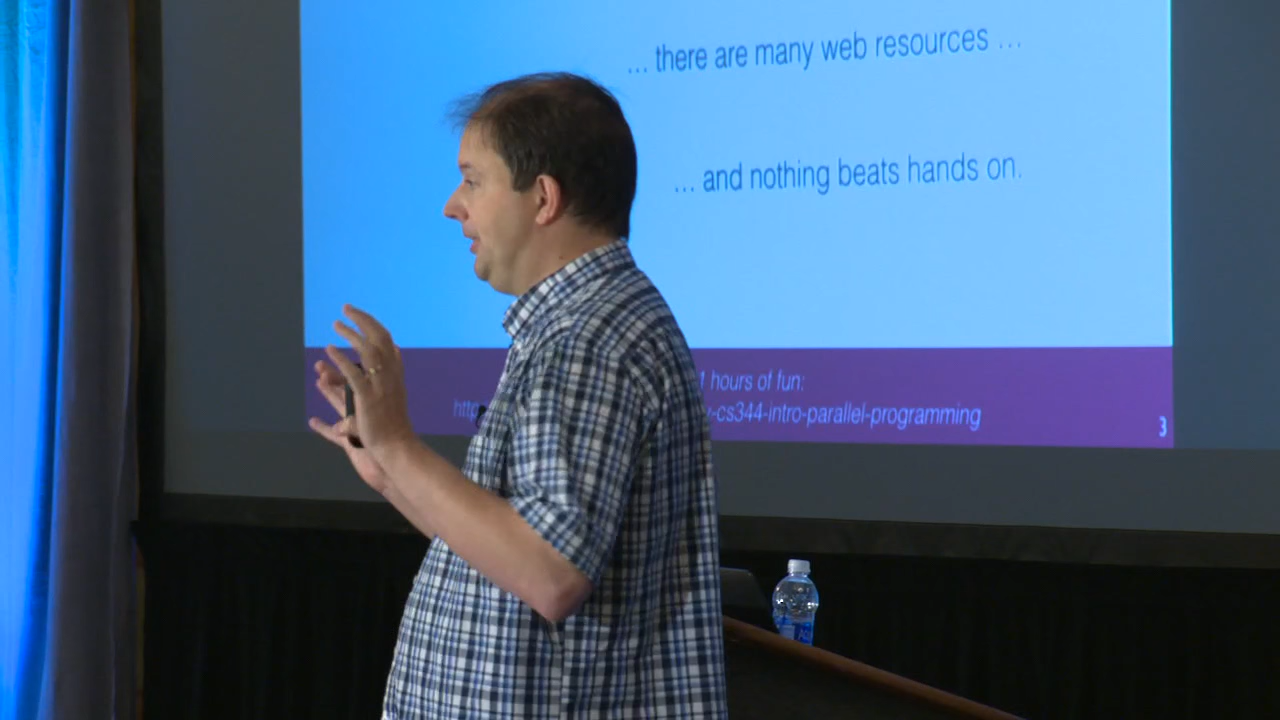 ... there are many web resources ...
... and nothing beats hands on.
1 hours of fun:
http -cs344-intro-parallel-programming
3